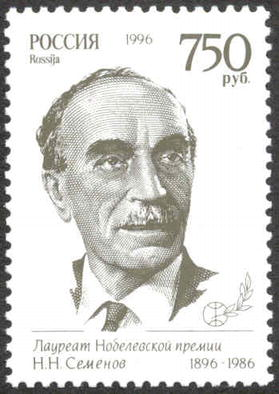 РОССИЯ 1996 750
Rossija руб.
Лауреат Нобелевской премии
Н.Н. Семенов 1896 - 1986